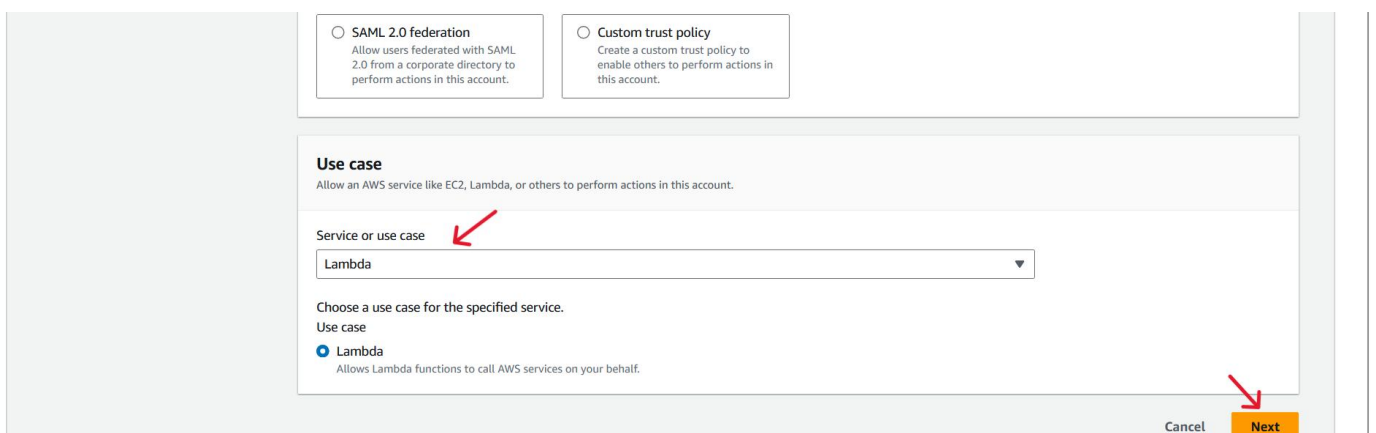 SAML 2.0 federation
Allow users federated with SAML
2.0 from a corporate directory to
perform actions in this account.
Custom trust policy
Create a custom trust policy to
enable others to perform actions in
this account.
Use case
Allow an AWS service like EC2, Lambda, or others to perform actions in this account.
Service or use case
Lambda
Choose a use case for the specified service.
Use case
Lambda
Allows Lambda functions to call AWS services on your behalf.
Cancel Next